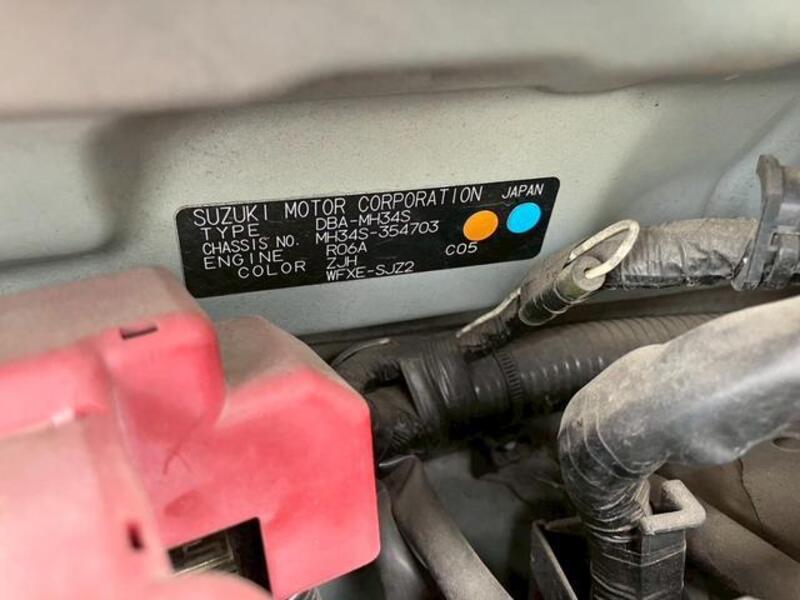 SUZUKI MOTOR CORPORATION JAPAN
TYPE DBA-MH34S
CHASSIS NO. MH34S-354703
ENGINE R06A C05
COLOR ZJH
WFXE-SJZ2